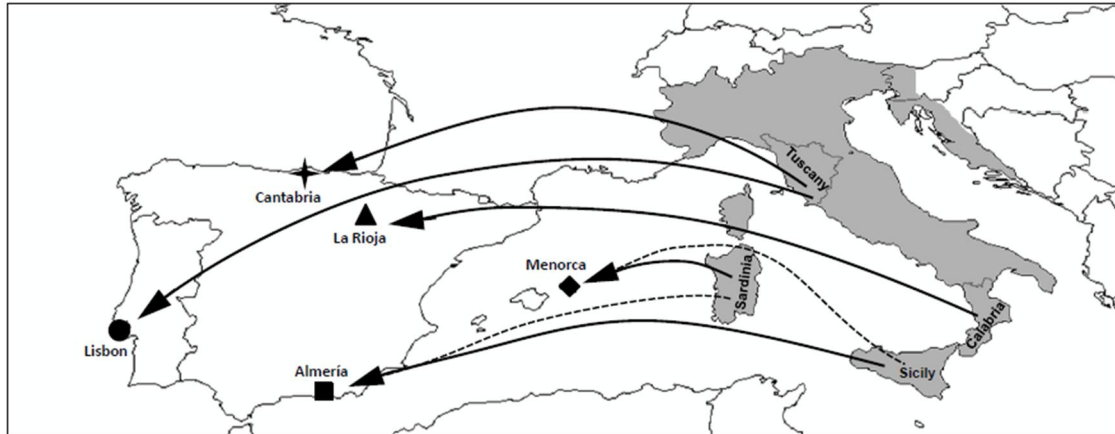 Tuscany
Cantabria
La Rioja
Menorca
Sardinia
Calabria
Lisbon
Almería
Sicily